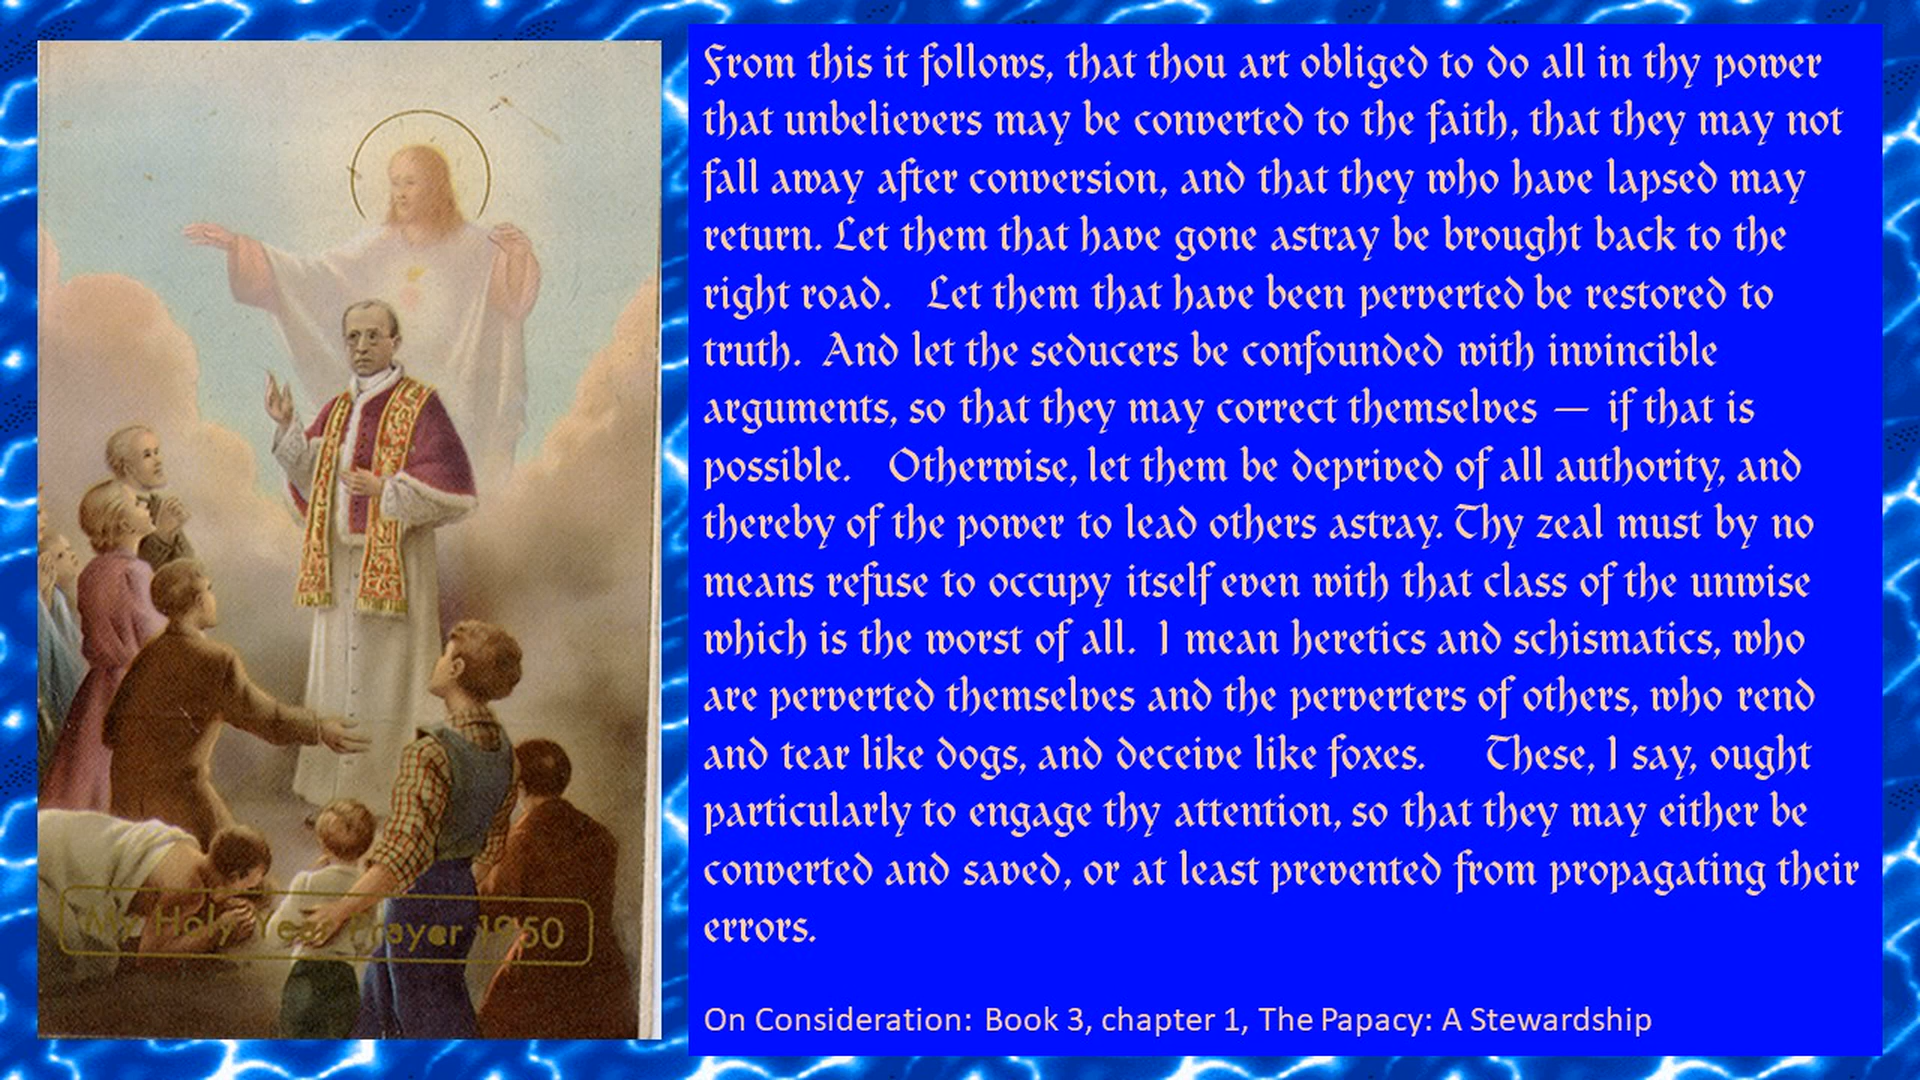 My Holy Year Prayer 1950
From this it follows, that thou art obliged to do all in thy power
that unbelievers may be converted to the faith, that they may not
fall away after conversion, and that they who have lapsed may
return. Let them that have gone astray be brought back to the
right road. Let them that have been perverted be restored to
truth. And let the seducers be confounded with invincible
arguments, so that they may correct themselves — if that is
possible. Otherwise, let them be deprived of all authority, and
thereby of the power to lead others astray. Thy zeal must by no
means refuse to occupy itself even with that class of the unwise
which is the worst of all. I mean heretics and schismatics, who
are perverted themselves and the perverters of others, who rend
and tear like dogs, and deceive like foxes. These, I say, ought
particularly to engage thy attention, so that they may either be
converted and saved, or at least prevented from propagating their
errors.
On Consideration: Book 3, chapter 1, The Papacy: A Stewardship